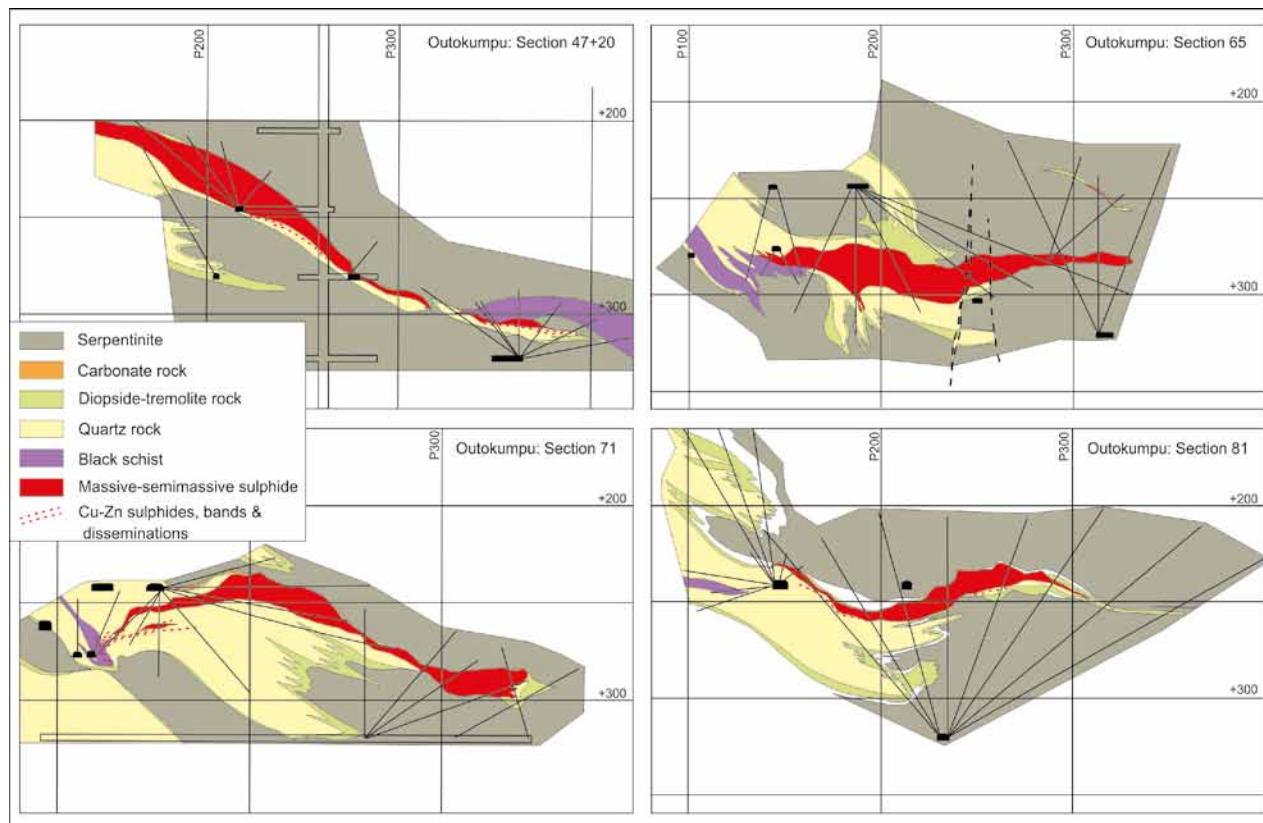 P200
P300
Outokumpu: Section 47+20
+200
+300
P100
P200
P300
Outokumpu: Section 65
+200
+300
Serpentinite
Carbonate rock
Diopside-tremolite rock
Quartz rock
Black schist
Massive-semimassive sulphide
Cu-Zn sulphides, bands &
disseminations
P300
Outokumpu: Section 71
+200
+300
P200
P300
Outokumpu: Section 81
+200
+300